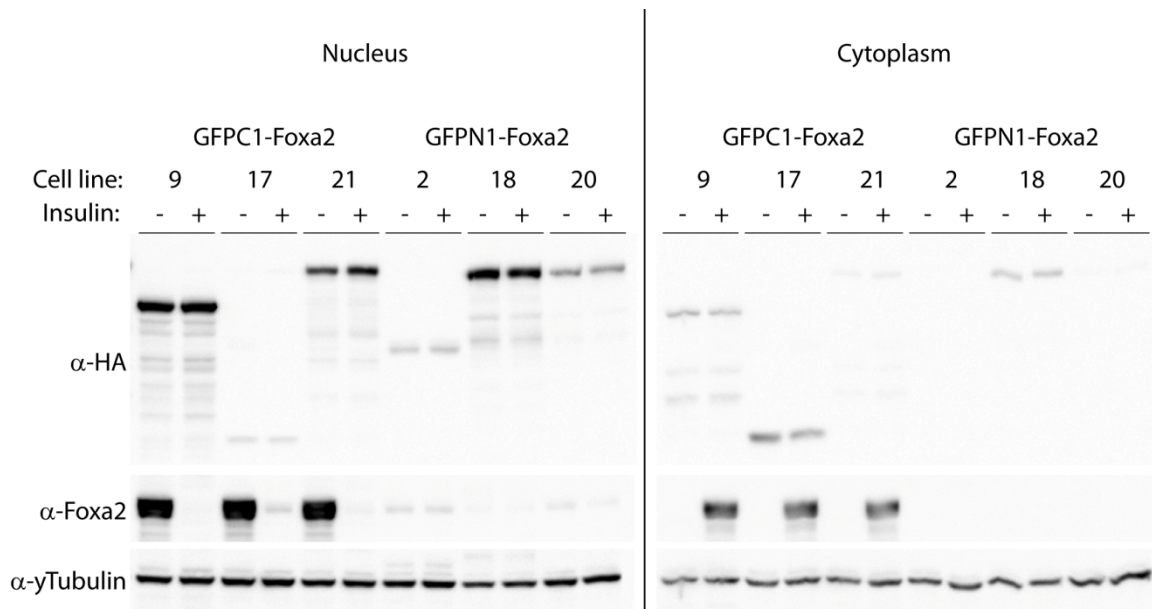 Nucleus Cytoplasm
GFPC1-Foxa2 GFPN1-Foxa2 GFPC1-Foxa2 GFPN1-Foxa2
Cell line: 9 17 21 2 18 20 9 17 21 2 18 20
Insulin: - + - + - + - + - + - + - + - + - + - + - + - +
α-HA
α-Foxa2
α-yTubulin